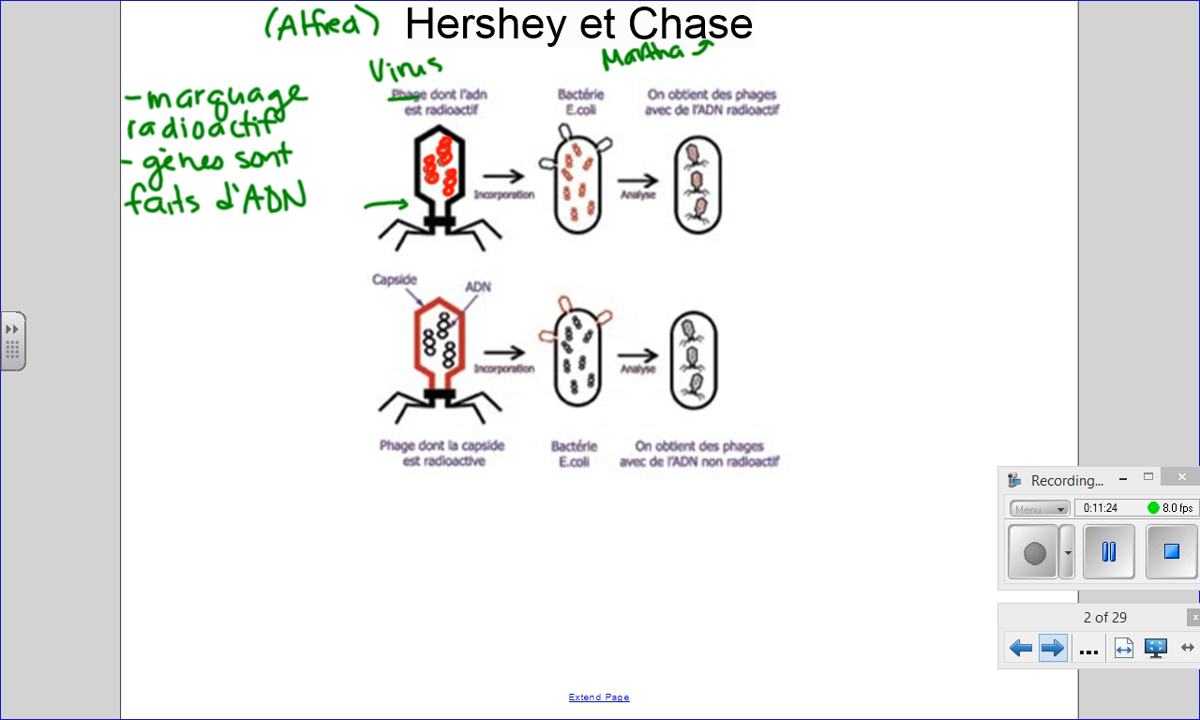 (Alfred) Hershey et Chase
Martha
Virus
- marquage
radioactif
- gènes sont
faits d'ADN
Phage dont l'adn
est radioactif
Bactérie
E.coli
On obtient des phages
avec de l'ADN radioactif
Incorporation
Analyse
Capside
ADN
Incorporation
Analyse
Phage dont la capside
est radioactive
Bactérie
E.coli
On obtient des phages
avec de l'ADN non radioactif
Recording...
Menu
0:11:24
8.0 fps
2 of 29
Extend Page